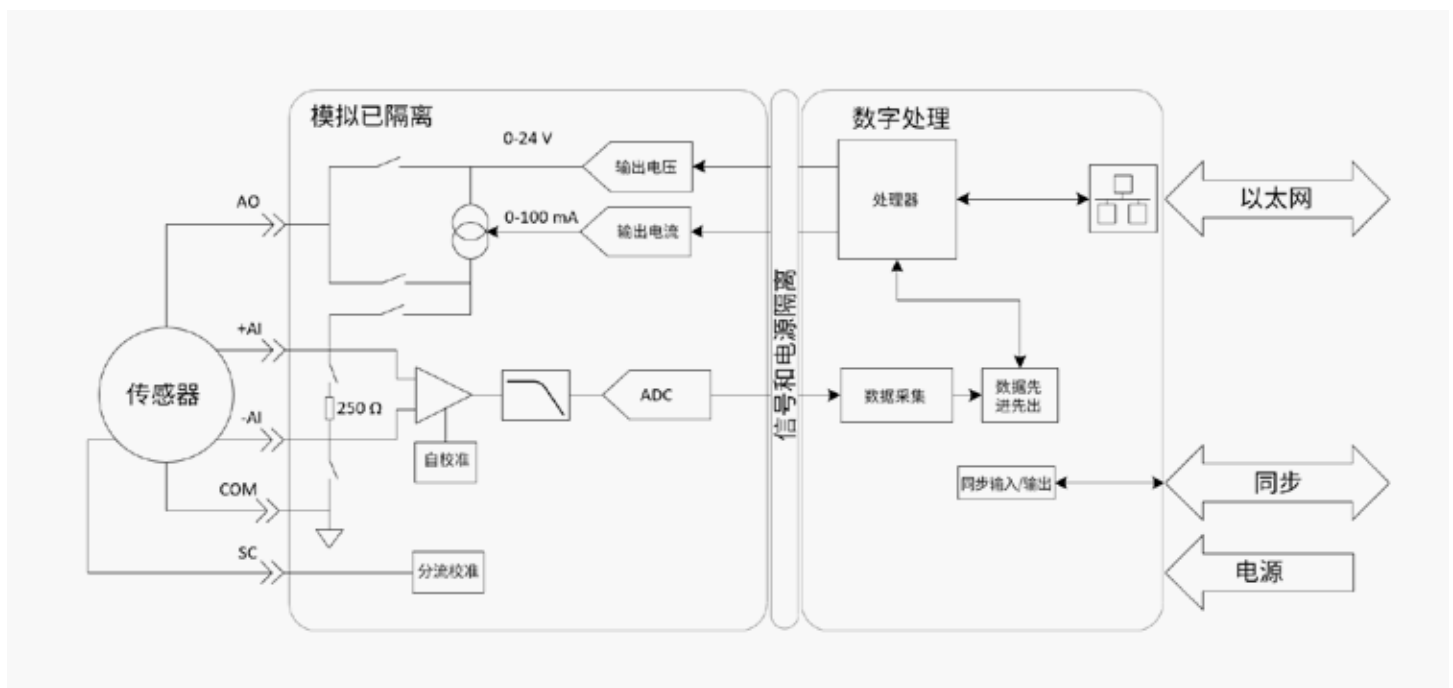 模拟已隔离
数字处理
0-24 V
输出电压
处理器
以太网
AO
0-100 mA
输出电流
信号和电源隔离
+AI
传感器
250 Ω
ADC
数据采集
数据先
进先出
-AI
自校准
COM
同步输入/输出
同步
SC
分流校准
电源